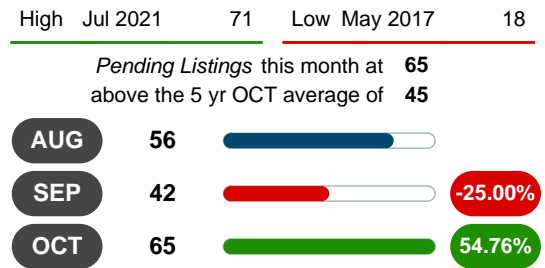 High Jul 2021 71 Low May 2017 18
Pending Listings this month at 65
above the 5 yr OCT average of 45
AUG 56
SEP 42 -25.00%
OCT 65 54.76%